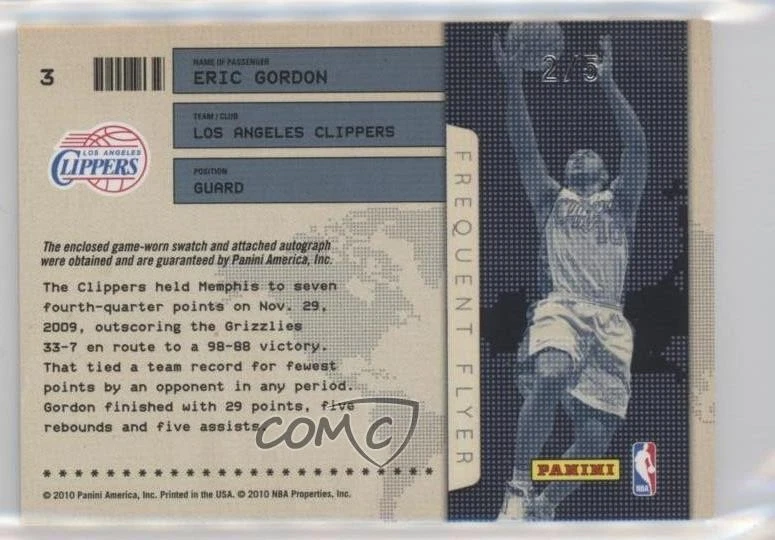 3
NAME OF PASSENGER
ERIC GORDON
TEAM / CLUB
LOS ANGELES CLIPPERS
POSITION
GUARD
LOS ANGELES
CLIPPERS
The enclosed game-worn swatch and attached autograph
were obtained and are guaranteed by Panini America, Inc.
The Clippers held Memphis to seven
fourth-quarter points on Nov. 29,
2009, outscoring the Grizzlies
33-7 en route to a 98-88 victory.
That tied a team record for fewest
points by an opponent in any period.
Gordon finished with 29 points, five
rebounds and five assists.
COMC
* * * * * * * * * * * * * * * * * * * * * * * * * * * * *
© 2010 Panini America, Inc. Printed in the USA. © 2010 NBA Properties, Inc.
FREQUENT FLYER
2/5
10
PANINI
NBA